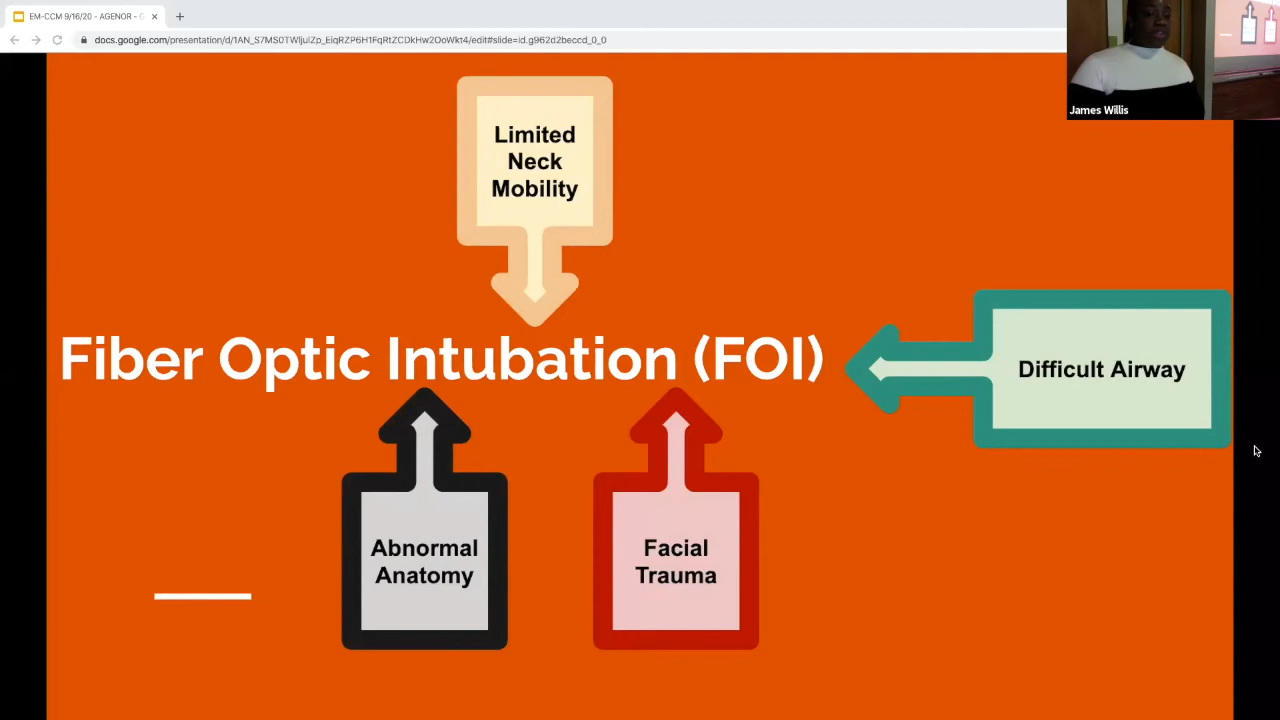 EM-CCM 9/16/20 - AGENOR - G
docs.google.com/presentation/d/1AN_S7MS0TWljulZp_EiqRZP6H1FqRtZCDkHw2OoWkt4/edit#slide=id.g962d2beccd_0_0
James Willis
Limited
Neck
Mobility
Fiber Optic Intubation (FOI)
Difficult Airway
Abnormal
Anatomy
Facial
Trauma